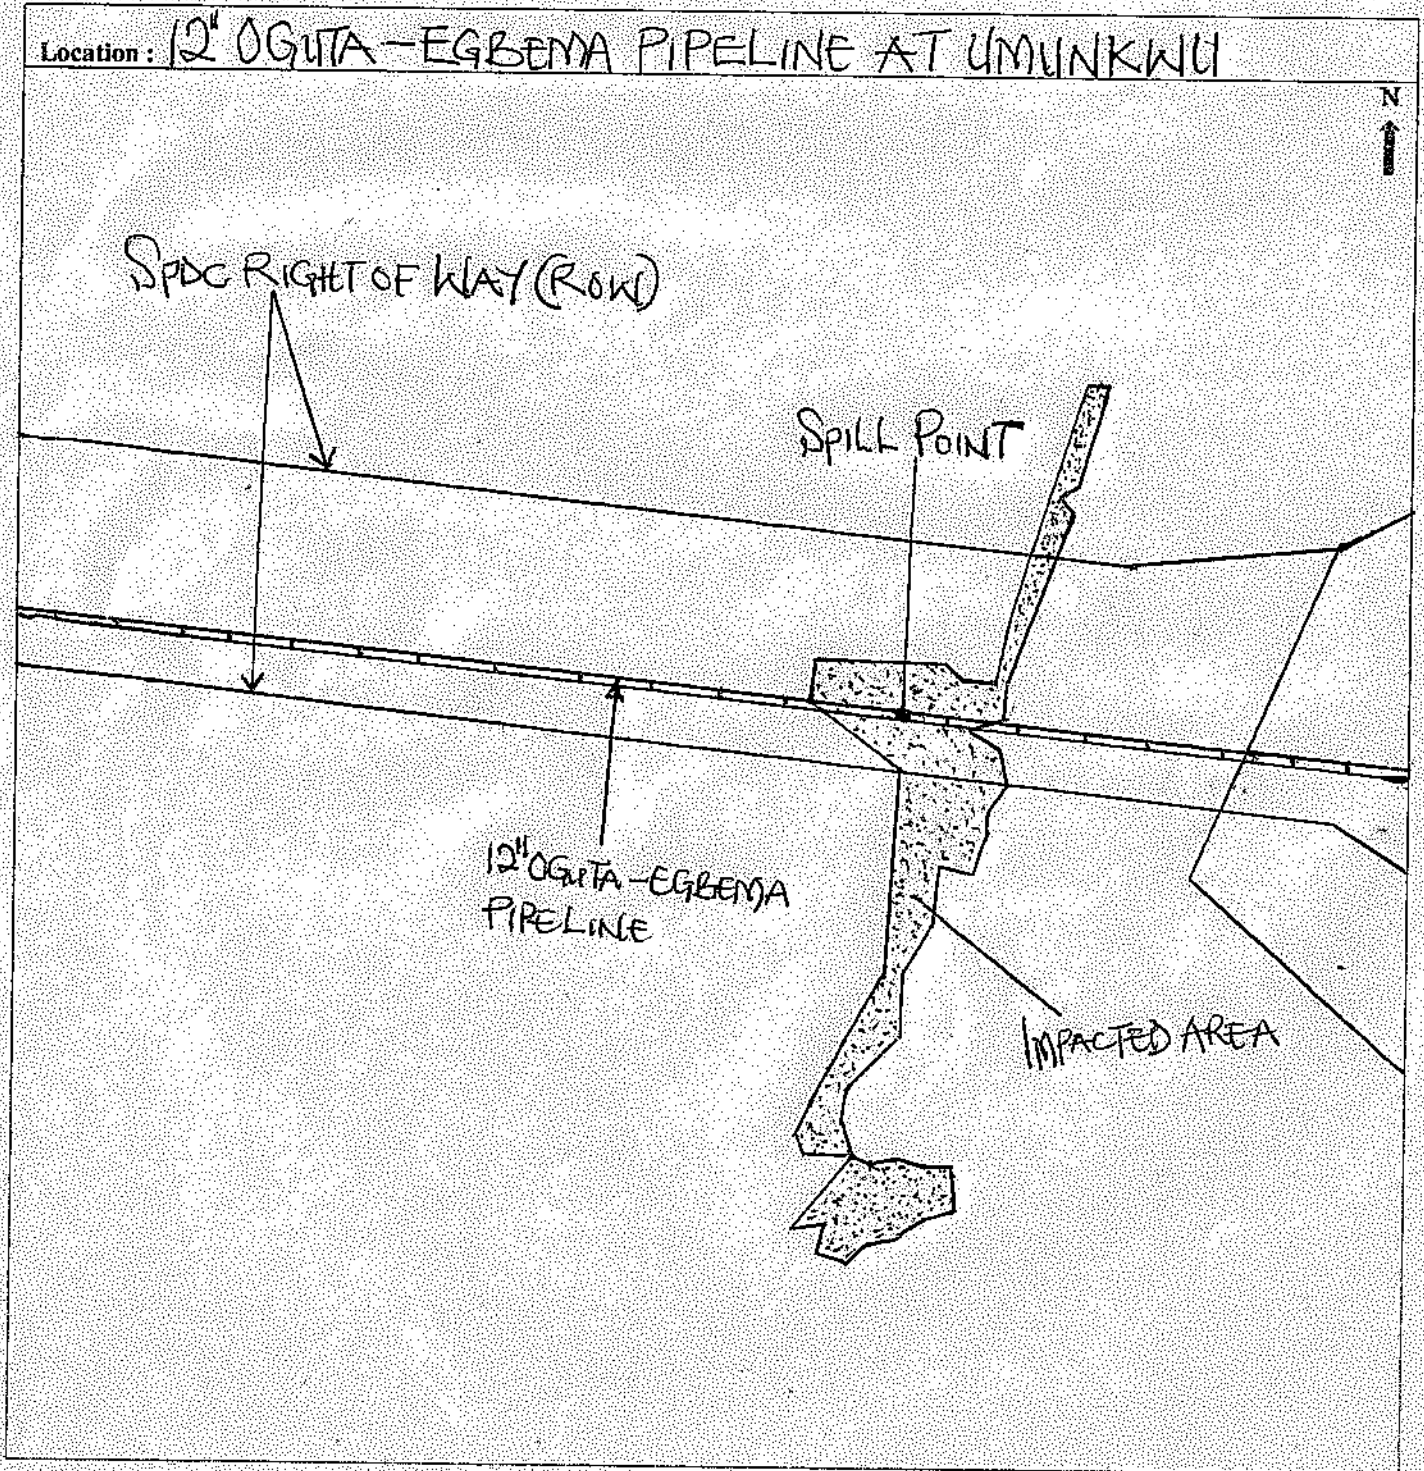 Location : 12" OGUTA-EGBEMA PIPELINE AT UMUNKWU
N
SPDC RIGHT OF WAY (ROW)
SPILL POINT
12" OGUTA-EGBEMA
PIPELINE
IMPACTED AREA